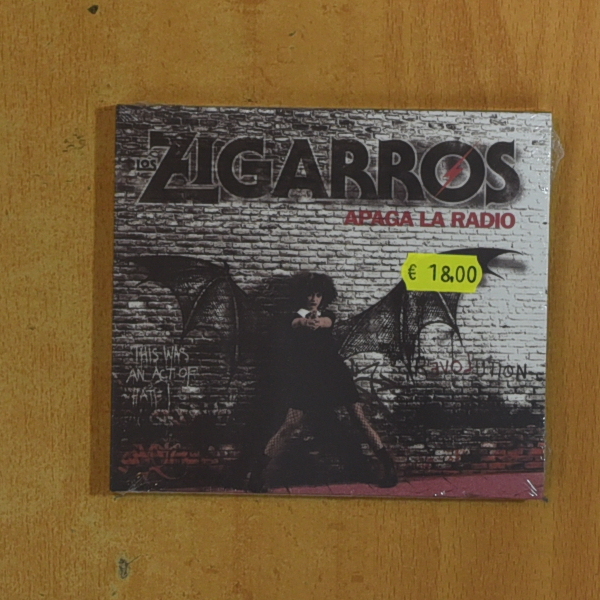 LOS ZIGARROS
APAGA LA RADIO
€ 18,00
THIS WAS
AN ACT OF
HATE!
REVOLUTION